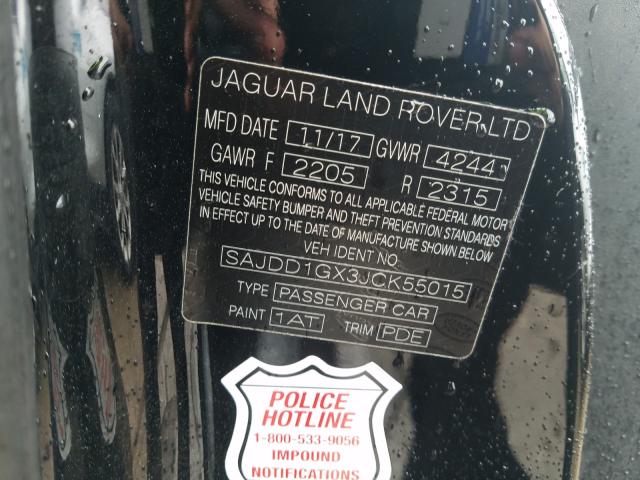 JAGUAR LAND ROVER LTD
MFD DATE 11/17 GVWR 4244
GAWR F 2205 R 2315
THIS VEHICLE CONFORMS TO ALL APPLICABLE FEDERAL MOTOR
VEHICLE SAFETY BUMPER AND THEFT PREVENTION STANDARDS
IN EFFECT UP TO THE DATE OF MANUFACTURE SHOWN BELOW
VEH IDENT NO.
SAJDD1GX3JCK55015
TYPE PASSENGER CAR
PAINT 1AT TRIM PDE
POLICE
HOTLINE
1-800-533-9056
IMPOUND
NOTIFICATIONS